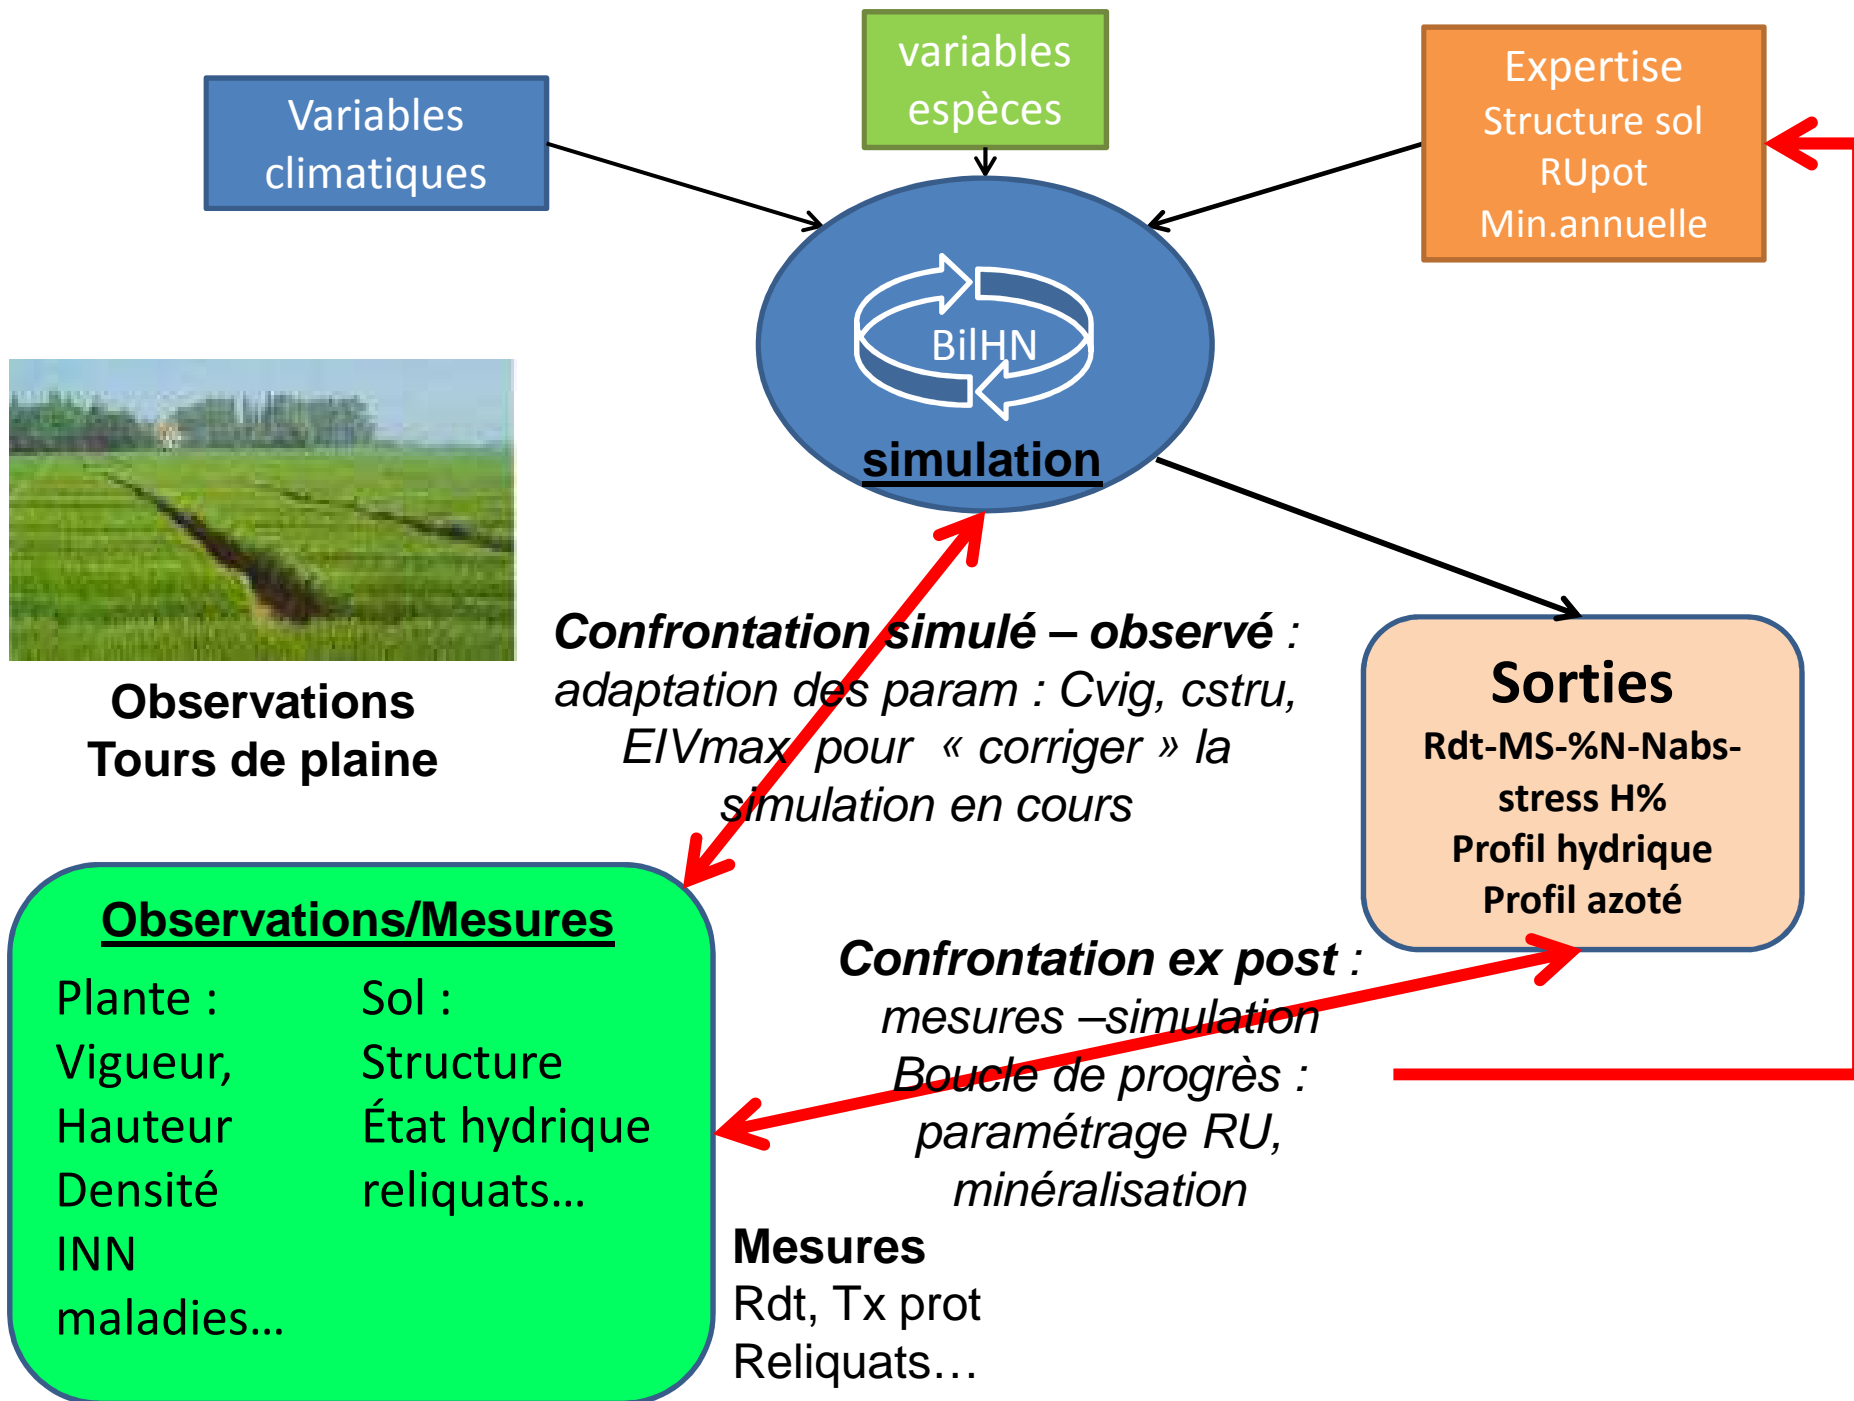 variables
espèces
Variables
climatiques
Expertise
Structure sol
RUpot
Min.annuelle
BilHN
simulation
Observations
Tours de plaine
Confrontation simulé – observé :
adaptation des param : Cvig, cstru,
EIVmax pour « corriger » la
simulation en cours
Sorties
Rdt-MS-%N-Nabs-
stress H%
Profil hydrique
Profil azoté
Observations/Mesures
Plante :
Vigueur,
Hauteur
Densité
INN
maladies...
Sol :
Structure
État hydrique
reliquats...
Confrontation ex post :
mesures –simulation
Boucle de progrès :
paramétrage RU,
minéralisation
Mesures
Rdt, Tx prot
Reliquats...